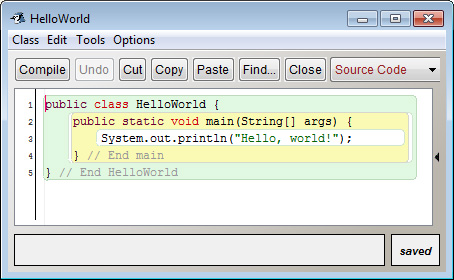 HelloWorld
Class Edit Tools Options
Compile Undo Cut Copy Paste Find... Close Source Code
1 public class HelloWorld {
2 public static void main(String[] args) {
3 System.out.println("Hello, world!");
4 } // End main
5 } // End HelloWorld
saved